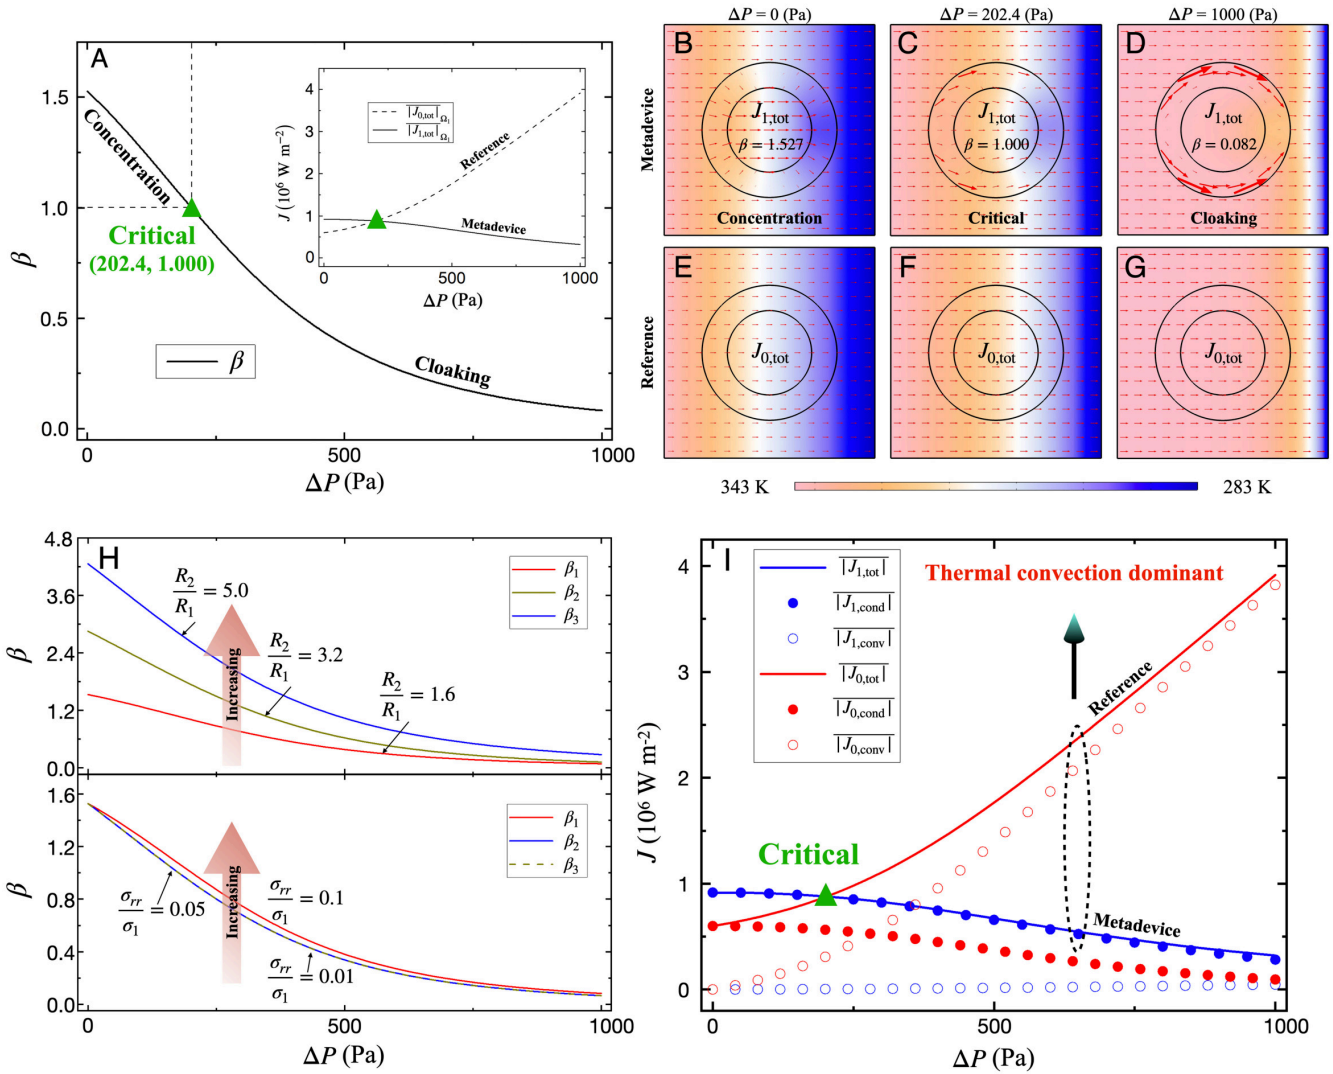 A
1.5
1.0
0.5
0.0
β
0
500
1000
ΔP (Pa)
Concentration
Critical
(202.4, 1.000)
Cloaking
β
4
3
2
1
0
J (10⁶ W m⁻²)
|J₀,tot|Ω₁
|J₁,tot|Ω₁
Reference
Metadevice
0
500
1000
ΔP (Pa)
ΔP = 0 (Pa)
ΔP = 202.4 (Pa)
ΔP = 1000 (Pa)
Metadevice
B
J₁,tot
β = 1.527
Concentration
C
J₁,tot
β = 1.000
Critical
D
J₁,tot
β = 0.082
Cloaking
Reference
E
J₀,tot
F
J₀,tot
G
J₀,tot
343 K
283 K
H
4.8
3.6
2.4
1.2
0.0
β
R₂/R₁ = 5.0
R₂/R₁ = 3.2
R₂/R₁ = 1.6
Increasing
β₁
β₂
β₃
1.6
1.2
0.8
0.4
0.0
β
σrr/σ₁ = 0.05
σrr/σ₁ = 0.1
σrr/σ₁ = 0.01
Increasing
β₁
β₂
β₃
0
500
1000
ΔP (Pa)
I
4
3
2
1
0
J (10⁶ W m⁻²)
|J₁,tot|
|J₁,cond|
|J₁,conv|
|J₀,tot|
|J₀,cond|
|J₀,conv|
Thermal convection dominant
Reference
Critical
Metadevice
0
500
1000
ΔP (Pa)